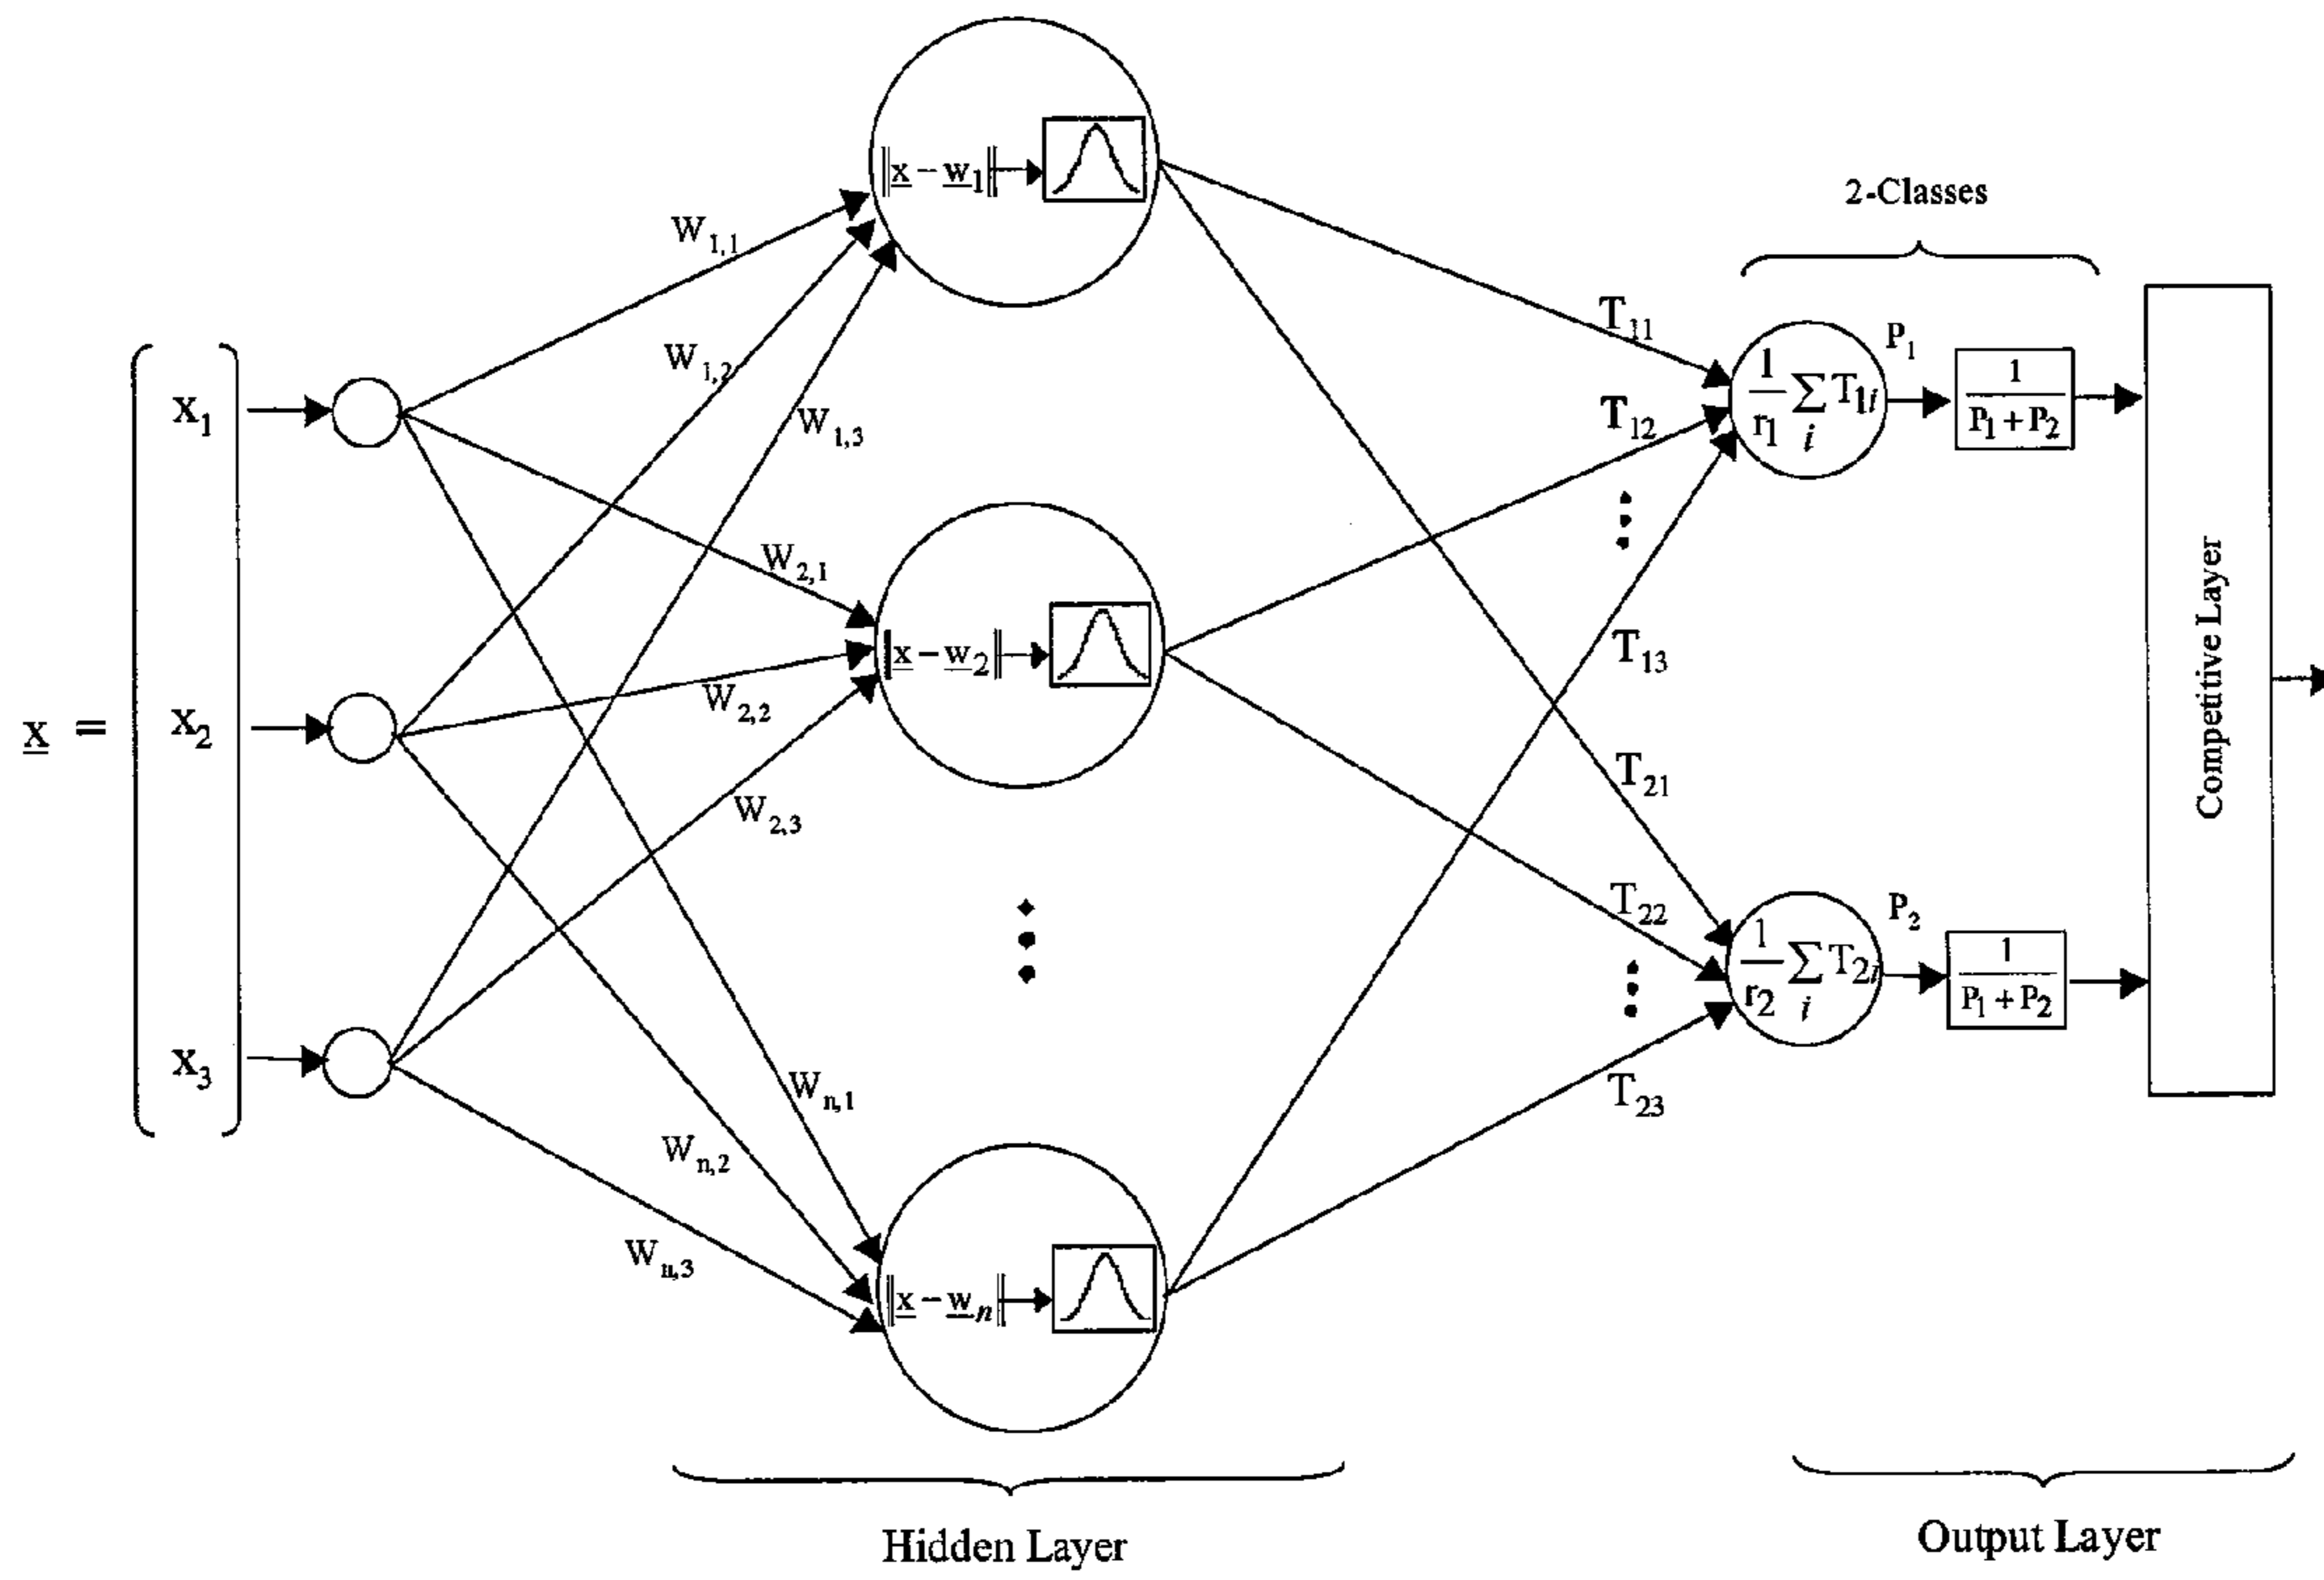 ‖x − w1‖
2-Classes
W1,1
T11
P1
W1,2
x1
1/r1 Σi T1i
1/(P1 + P2)
T12
W1,3
W2,1
T13
‖x − w2‖
W2,2
x =
x2
Competitive Layer
T21
W2,3
T22
P2
1/r2 Σi T2i
1/(P1 + P2)
x3
Wn,1
T23
Wn,2
Wn,3
‖x − wn‖
Hidden Layer
Output Layer